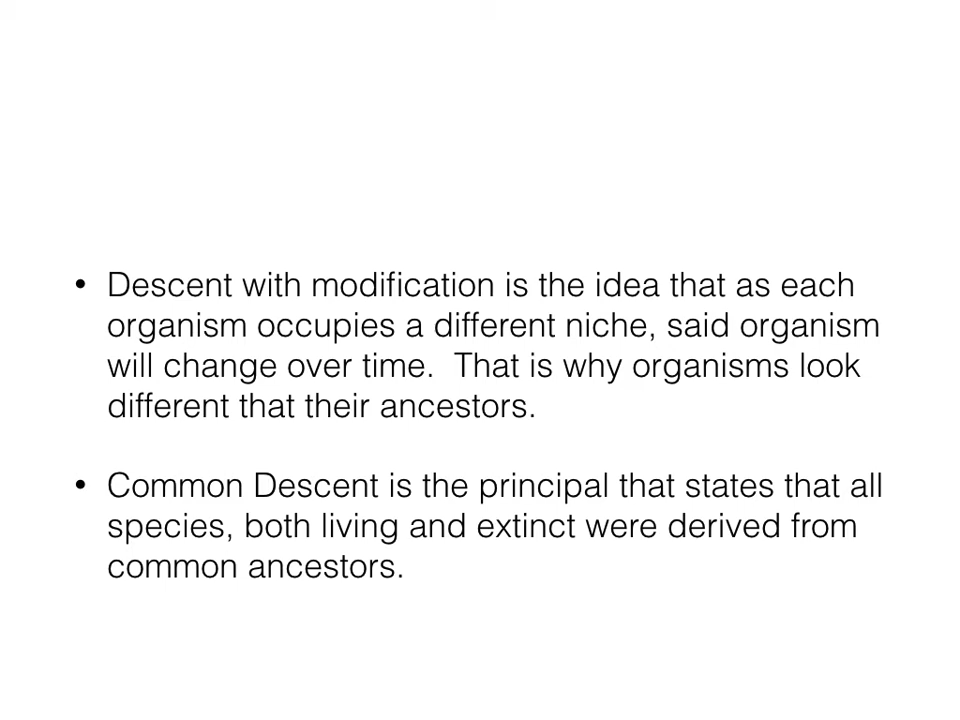 • Descent with modification is the idea that as each
organism occupies a different niche, said organism
will change over time.  That is why organisms look
different that their ancestors.
• Common Descent is the principal that states that all
species, both living and extinct were derived from
common ancestors.